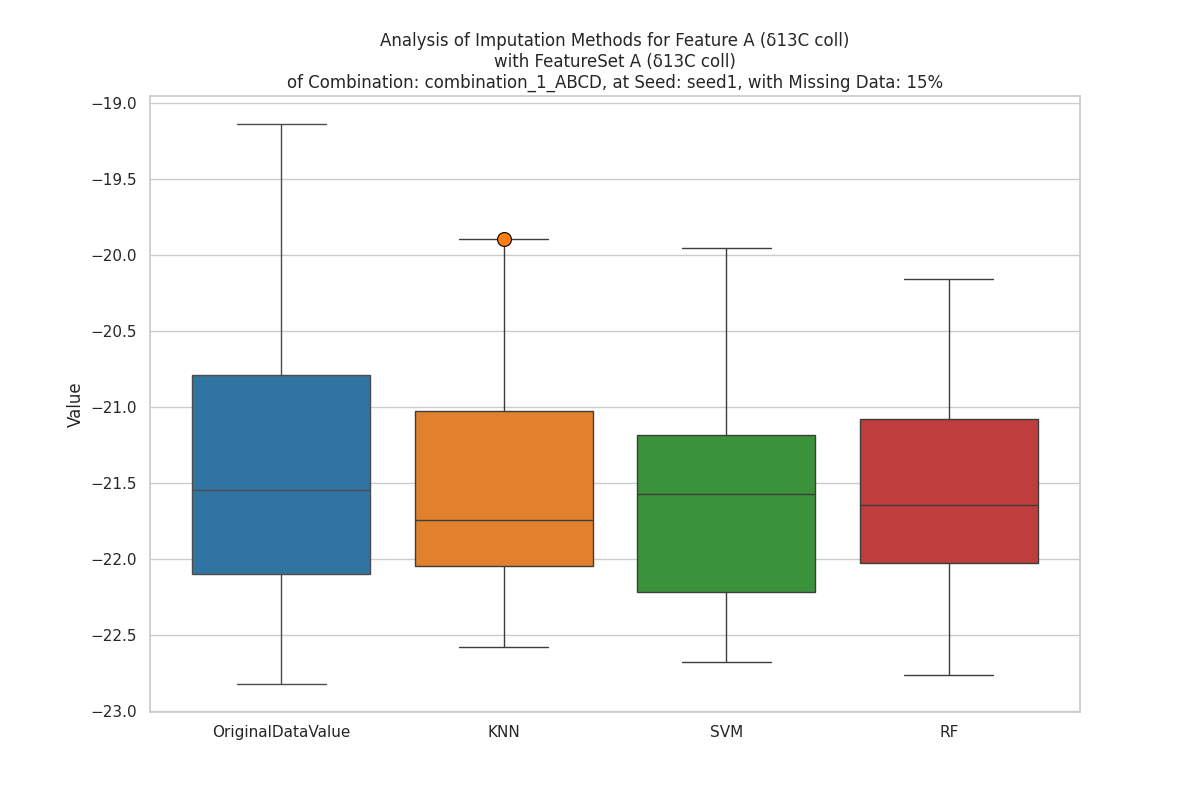 Analysis of Imputation Methods for Feature A (δ13C coll)
with FeatureSet A (δ13C coll)
of Combination: combination_1_ABCD, at Seed: seed1, with Missing Data: 15%
−19.0
−19.5
−20.0
−20.5
−21.0
−21.5
−22.0
−22.5
−23.0
Value
OriginalDataValue
KNN
SVM
RF